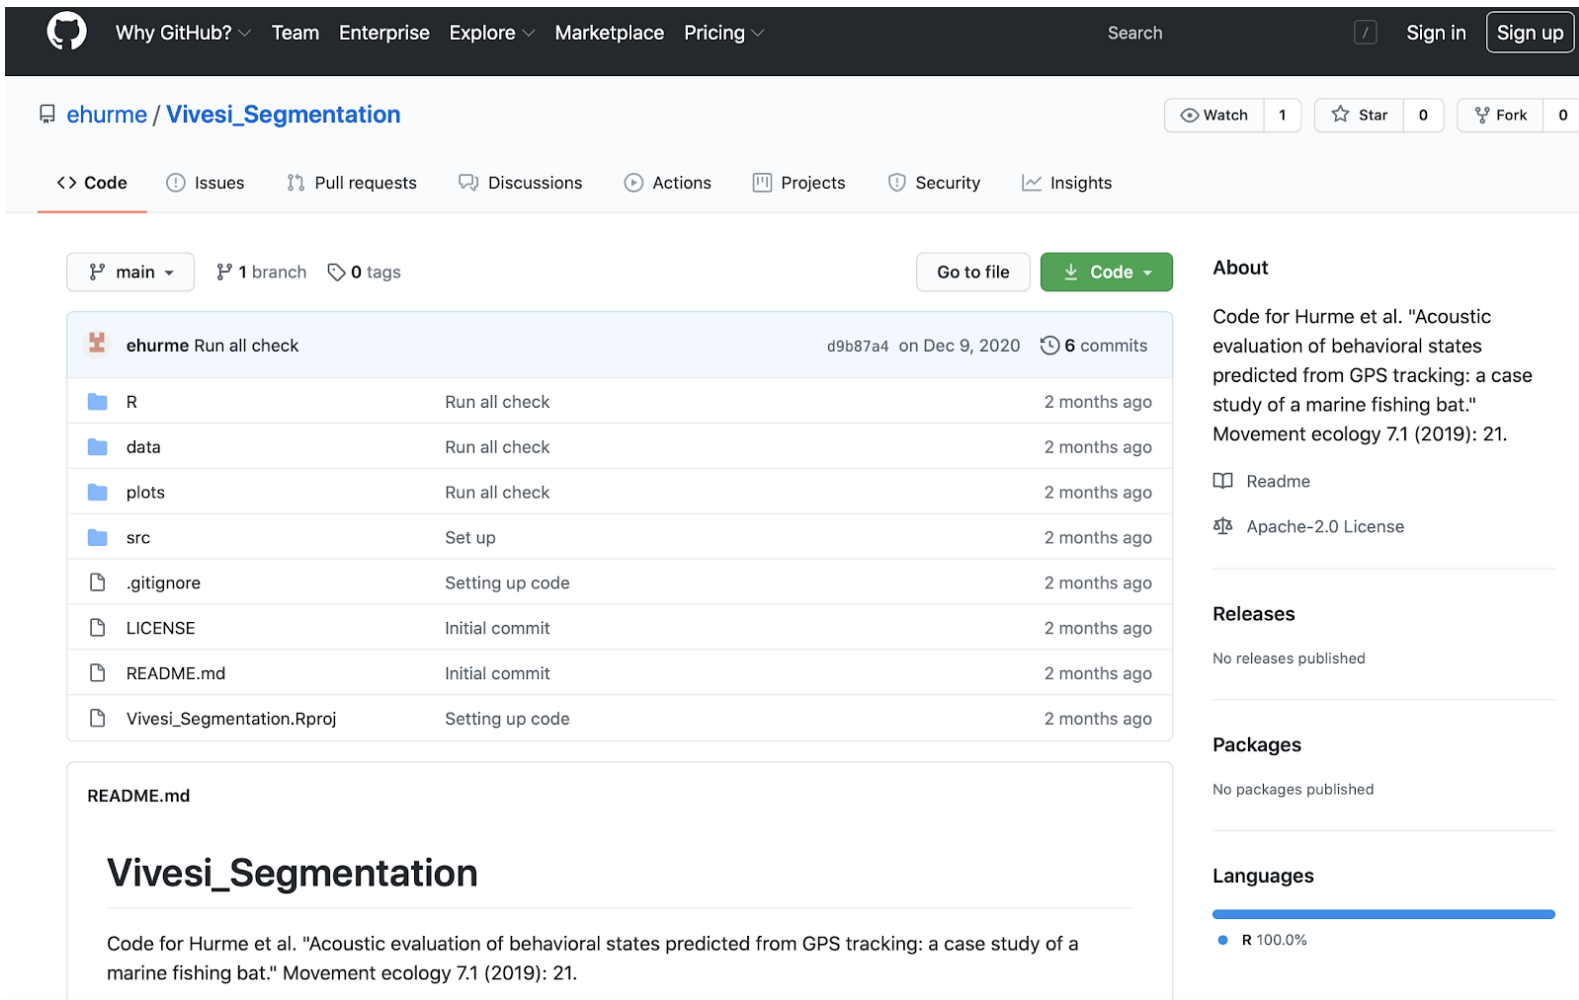 Why GitHub? Team Enterprise Explore Marketplace Pricing Search / Sign in Sign up
ehurme / Vivesi_Segmentation Watch 1 Star 0 Fork 0
Code Issues Pull requests Discussions Actions Projects Security Insights
main 1 branch 0 tags Go to file Code
ehurme Run all check d9b87a4 on Dec 9, 2020 6 commits
R Run all check 2 months ago
data Run all check 2 months ago
plots Run all check 2 months ago
src Set up 2 months ago
.gitignore Setting up code 2 months ago
LICENSE Initial commit 2 months ago
README.md Initial commit 2 months ago
Vivesi_Segmentation.Rproj Setting up code 2 months ago
README.md
Vivesi_Segmentation
Code for Hurme et al. "Acoustic evaluation of behavioral states predicted from GPS tracking: a case study of a
marine fishing bat." Movement ecology 7.1 (2019): 21.
About
Code for Hurme et al. "Acoustic
evaluation of behavioral states
predicted from GPS tracking: a case
study of a marine fishing bat."
Movement ecology 7.1 (2019): 21.
Readme
Apache-2.0 License
Releases
No releases published
Packages
No packages published
Languages
R 100.0%